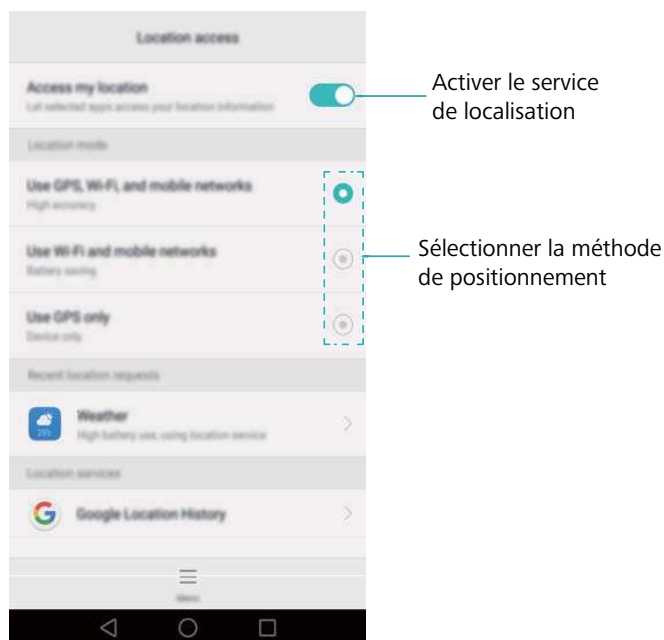 Location access
Access my location
Let selected apps access your location information
Activer le service
de localisation
Location mode
Use GPS, Wi-Fi, and mobile networks
High accuracy
Use Wi-Fi and mobile networks
Battery saving
Sélectionner la méthode
de positionnement
Use GPS only
Device only
Recent location requests
Weather
High battery use, using location service
Location services
Google Location History
Menu